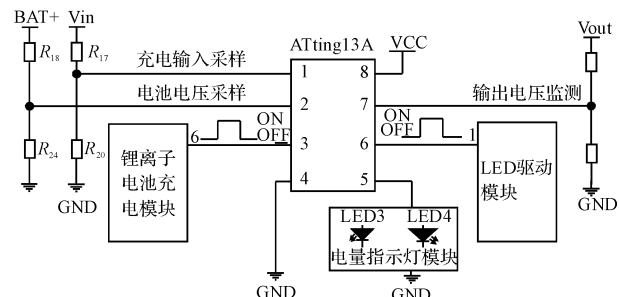 BAT+ Vin
Vout
ATting13A
VCC
R18
R17
充电输入采样
1
8
电池电压采样
2
7
输出电压监测
ON
OFF
6
3
ON
OFF
6
1
R24
R20
锂离子
电池充
电模块
LED驱动
模块
4
5
GND
GND
LED3
LED4
电量指示灯模块
GND
GND